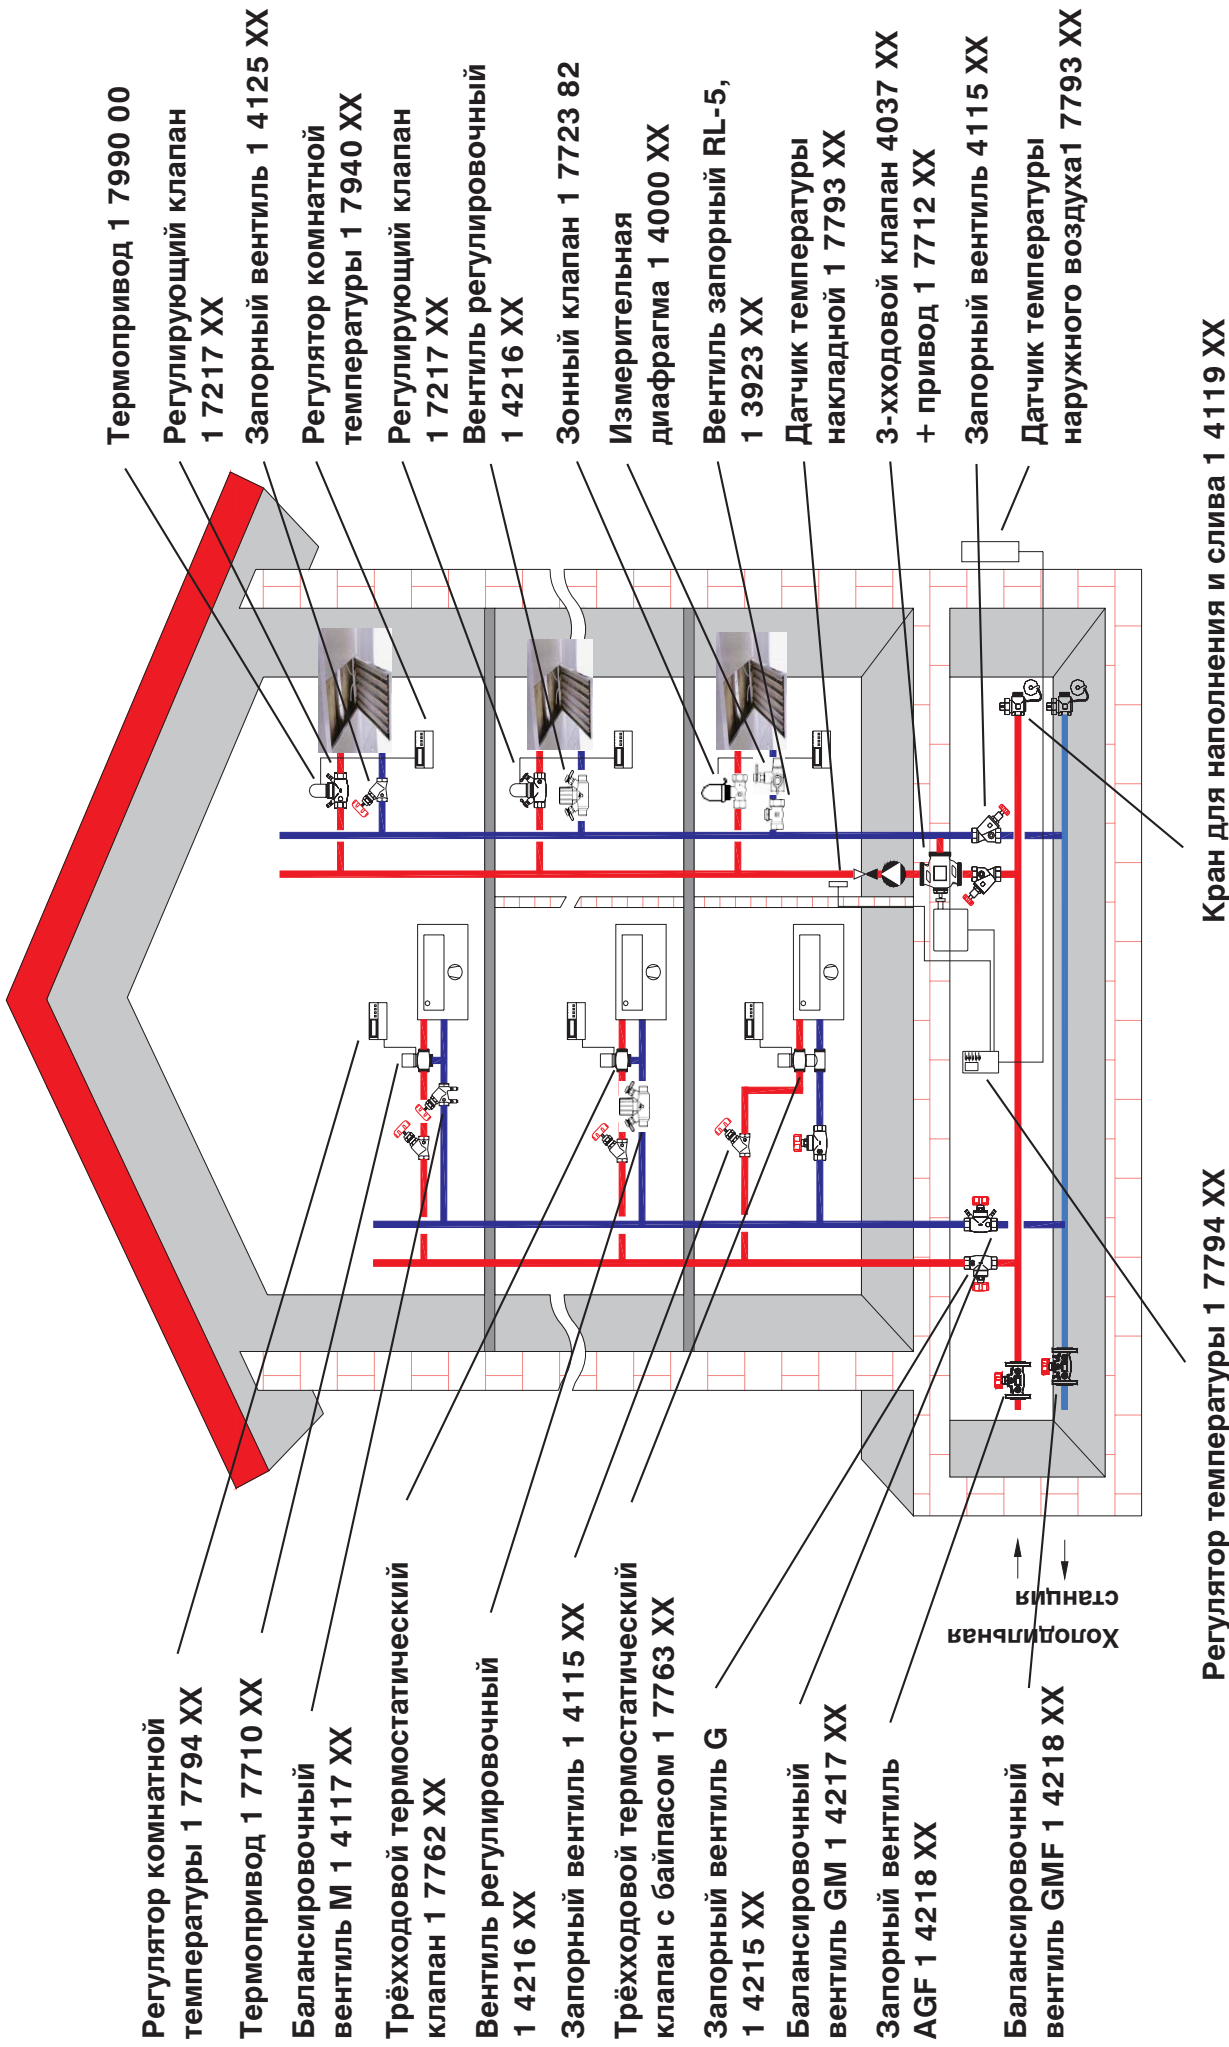 Регулятор комнатной
температуры 1 7794 XX
Термопривод 1 7710 XX
Балансировочный
вентиль М 1 4117 XX
Трёхходовой термостатический
клапан 1 7762 XX
Вентиль регулировочный
1 4216 XX
Запорный вентиль 1 4115 XX
Трёхходовой термостатический
клапан с байпасом 1 7763 XX
Запорный вентиль G
1 4215 XX
Балансировочный
вентиль GM 1 4217 XX
Запорный вентиль
AGF 1 4218 XX
Балансировочный
вентиль GMF 1 4218 XX
Холодильная
станция
Термопривод 1 7990 00
Регулирующий клапан
1 7217 XX
Запорный вентиль 1 4125 XX
Регулятор комнатной
температуры 1 7940 XX
Регулирующий клапан
1 7217 XX
Вентиль регулировочный
1 4216 XX
Зонный клапан 1 7723 82
Измерительная
диафрагма 1 4000 XX
Вентиль запорный RL-5,
1 3923 XX
Датчик температуры
накладной 1 7793 XX
3-хходовой клапан 4037 XX
+ привод 1 7712 XX
Запорный вентиль 4115 XX
Датчик температуры
наружного воздуха1 7793 XX
Регулятор температуры 1 7794 XX
Кран для наполнения и слива 1 4119 XX